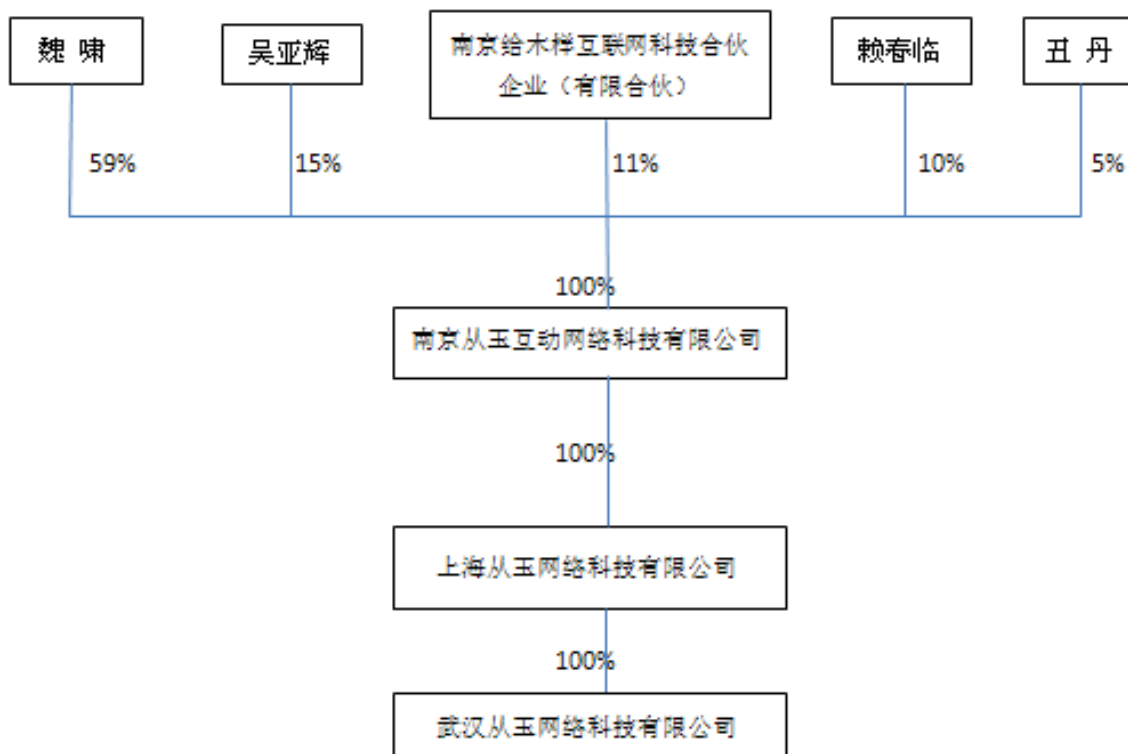 魏 啸
吴亚辉
南京给木桦互联网科技合伙
企业（有限合伙）
赖春临
丑 丹
59%
15%
11%
10%
5%
100%
南京从玉互动网络科技有限公司
100%
上海从玉网络科技有限公司
100%
武汉从玉网络科技有限公司